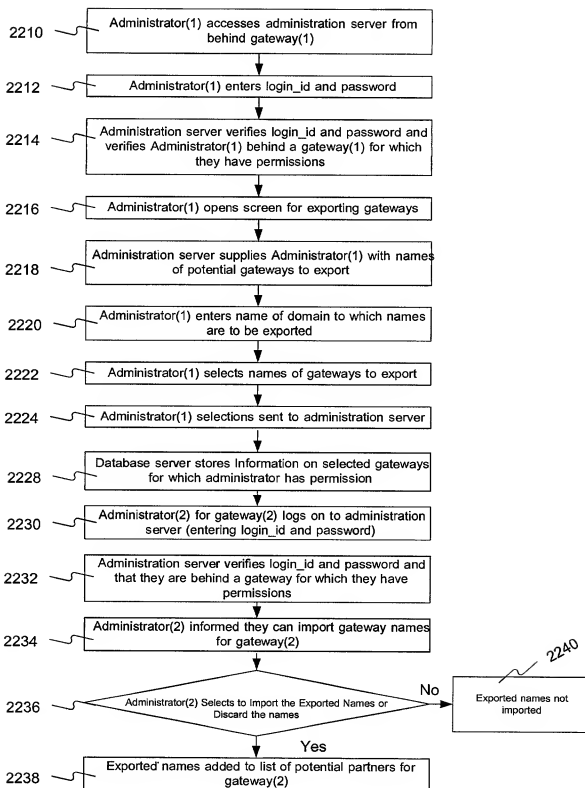 2210
Administrator(1) accesses administration server from
behind gateway(1)
2212
Administrator(1) enters login_id and password
2214
Administration server verifies login_id and password and
verifies Administrator(1) behind a gateway(1) for which
they have permissions
2216
Administrator(1) opens screen for exporting gateways
2218
Administration server supplies Administrator(1) with names
of potential gateways to export
2220
Administrator(1) enters name of domain to which names
are to be exported
2222
Administrator(1) selects names of gateways to export
2224
Administrator(1) selections sent to administration server
2228
Database server stores Information on selected gateways
for which administrator has permission
2230
Administrator(2) for gateway(2) logs on to administration
server (entering login_id and password)
2232
Administration server verifies login_id and password and
that they are behind a gateway for which they have
permissions
2234
Administrator(2) informed they can import gateway names
for gateway(2)
2236
Administrator(2) Selects to Import the Exported Names or
Discard the names
No
2240
Exported names not
imported
Yes
2238
Exported names added to list of potential partners for
gateway(2)